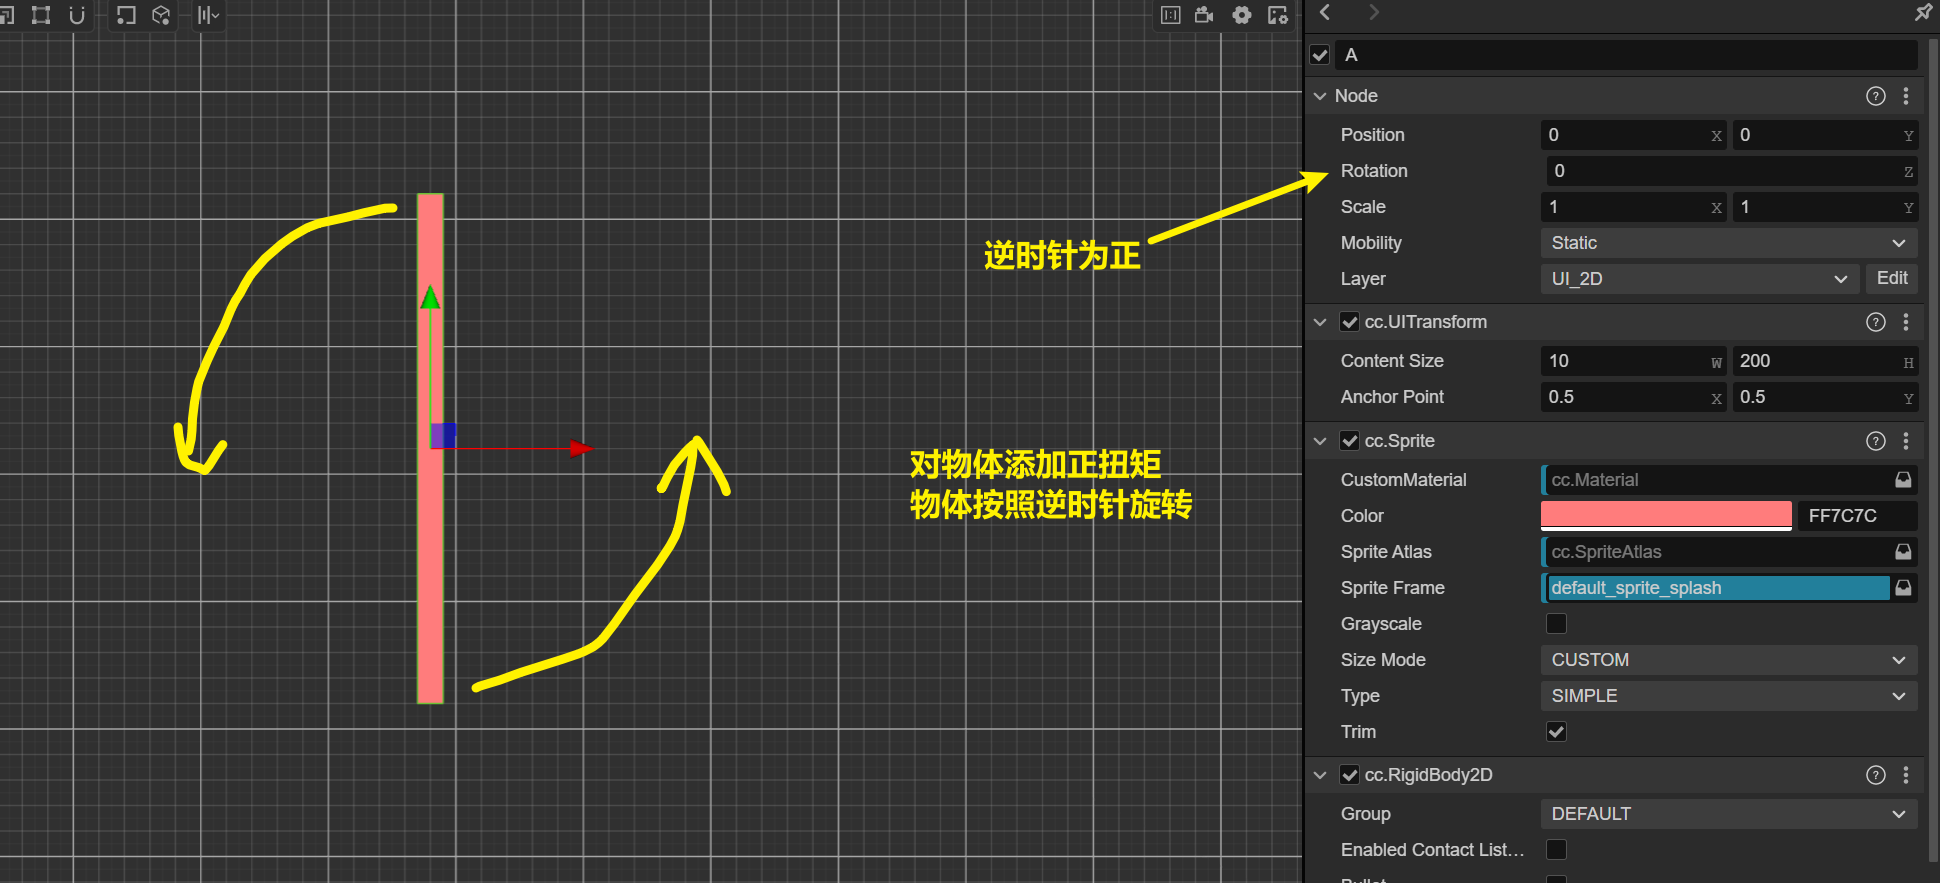 A
Node
Position 0 X 0 Y
Rotation 0 Z
Scale 1 X 1 Y
Mobility Static
Layer UI_2D Edit
cc.UITransform
Content Size 10 W 200 H
Anchor Point 0.5 X 0.5 Y
cc.Sprite
CustomMaterial cc.Material
Color FF7C7C
Sprite Atlas cc.SpriteAtlas
Sprite Frame default_sprite_splash
Grayscale
Size Mode CUSTOM
Type SIMPLE
Trim
cc.RigidBody2D
Group DEFAULT
Enabled Contact List...
逆时针为正
对物体添加正扭矩
物体按照逆时针旋转